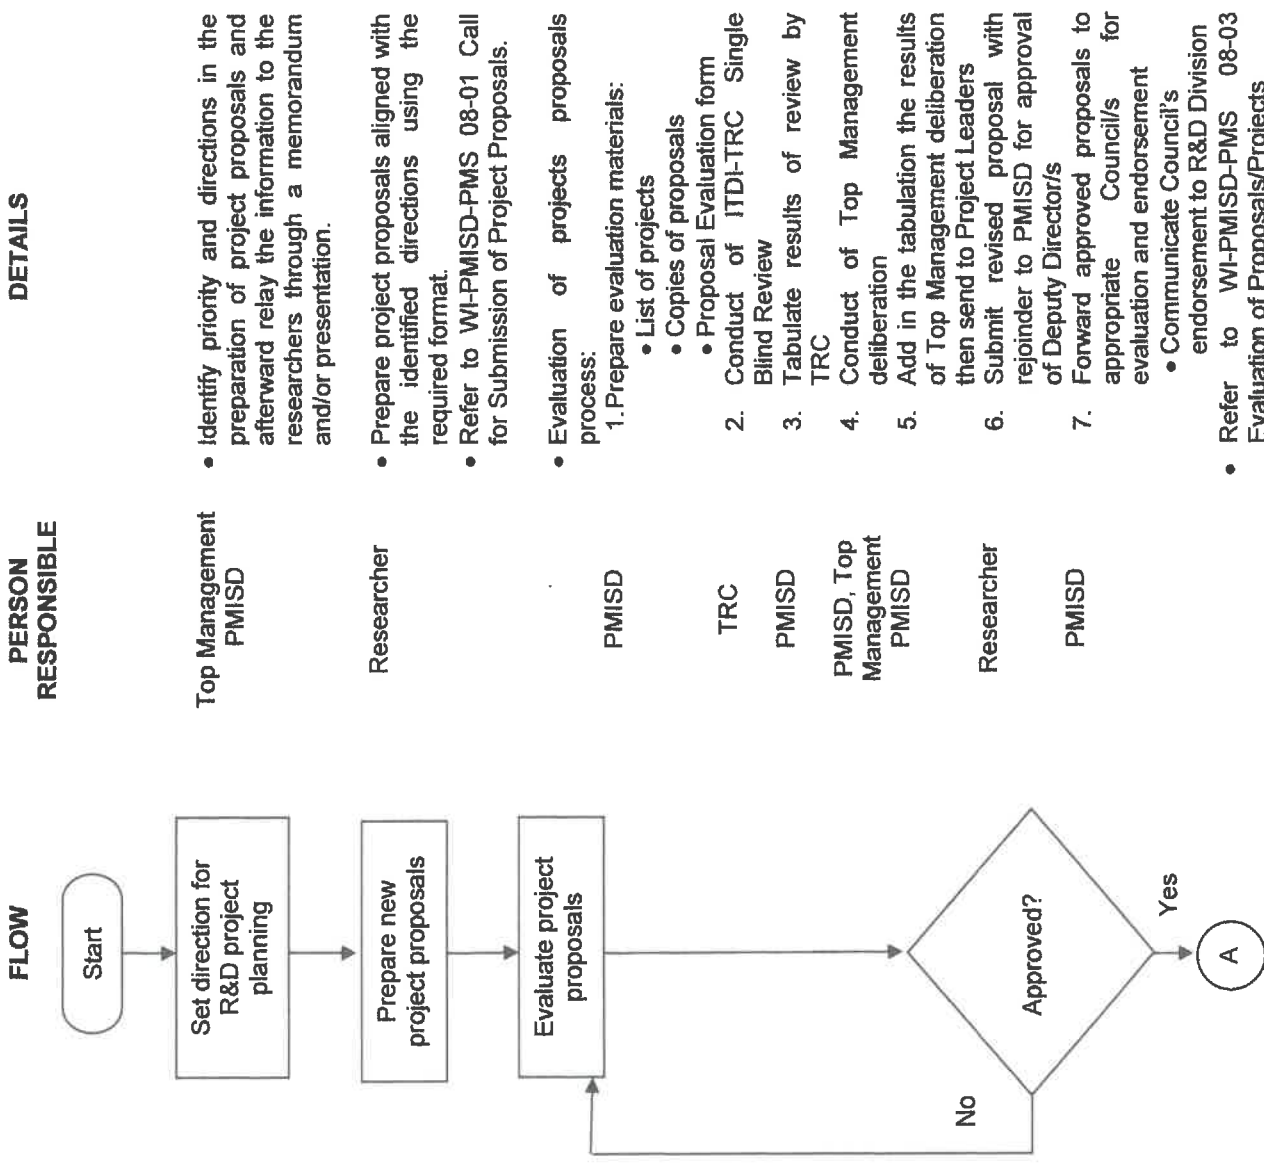 FLOW
PERSON
RESPONSIBLE
DETAILS
Start
Set direction for
R&D project
planning
Top Management
PMISD
• Identify priority and directions in the
preparation of project proposals and
afterward relay the information to the
researchers through a memorandum
and/or presentation.
Prepare new
project proposals
Researcher
• Prepare project proposals aligned with
the identified directions using the
required format.
• Refer to WI-PMISD-PMS 08-01 Call
for Submission of Project Proposals.
Evaluate project
proposals
• Evaluation of projects proposals
process:
PMISD
1. Prepare evaluation materials:
• List of projects
• Copies of proposals
• Proposal Evaluation form
TRC
2. Conduct of ITDI-TRC Single
Blind Review
PMISD
3. Tabulate results of review by
TRC
PMISD, Top
Management
4. Conduct of Top Management
deliberation
PMISD
5. Add in the tabulation the results
of Top Management deliberation
then send to Project Leaders
Researcher
6. Submit revised proposal with
rejoinder to PMISD for approval
of Deputy Director/s
PMISD
7. Forward approved proposals to
appropriate Council/s for
evaluation and endorsement
• Communicate Council's
endorsement to R&D Division
• Refer to WI-PMISD-PMS 08-03
Evaluation of Proposals/Projects
Approved?
No
Yes
A